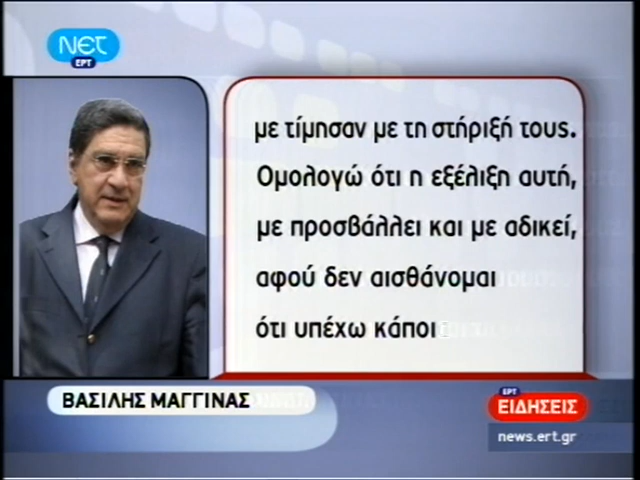 NET
ΕΡΤ
με τίμησαν με τη στήριξή τους.
Ομολογώ ότι η εξέλιξη αυτή,
με προσβάλλει και με αδικεί,
αφού δεν αισθάνομαι
ότι υπέχω κάποι
ΒΑΣΙΛΗΣ ΜΑΓΓΙΝΑΣ
ΕΡΤ
ΕΙΔΗΣΕΙΣ
news.ert.gr